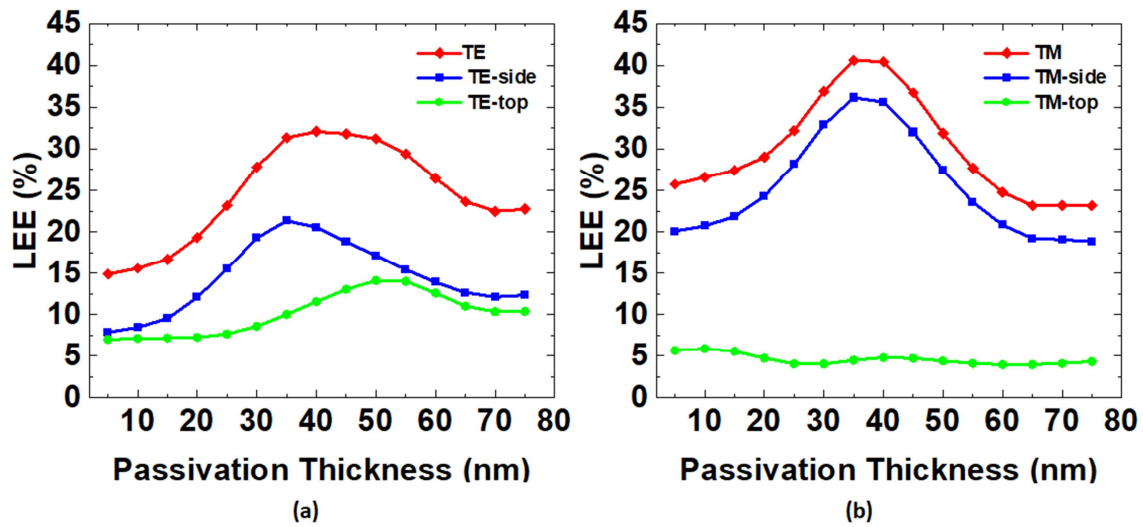 45
40
35
30
25
20
15
10
5
0
LEE (%)
TE
TE-side
TE-top
10 20 30 40 50 60 70 80
Passivation Thickness (nm)
(a)
45
40
35
30
25
20
15
10
5
0
LEE (%)
TM
TM-side
TM-top
10 20 30 40 50 60 70 80
Passivation Thickness (nm)
(b)